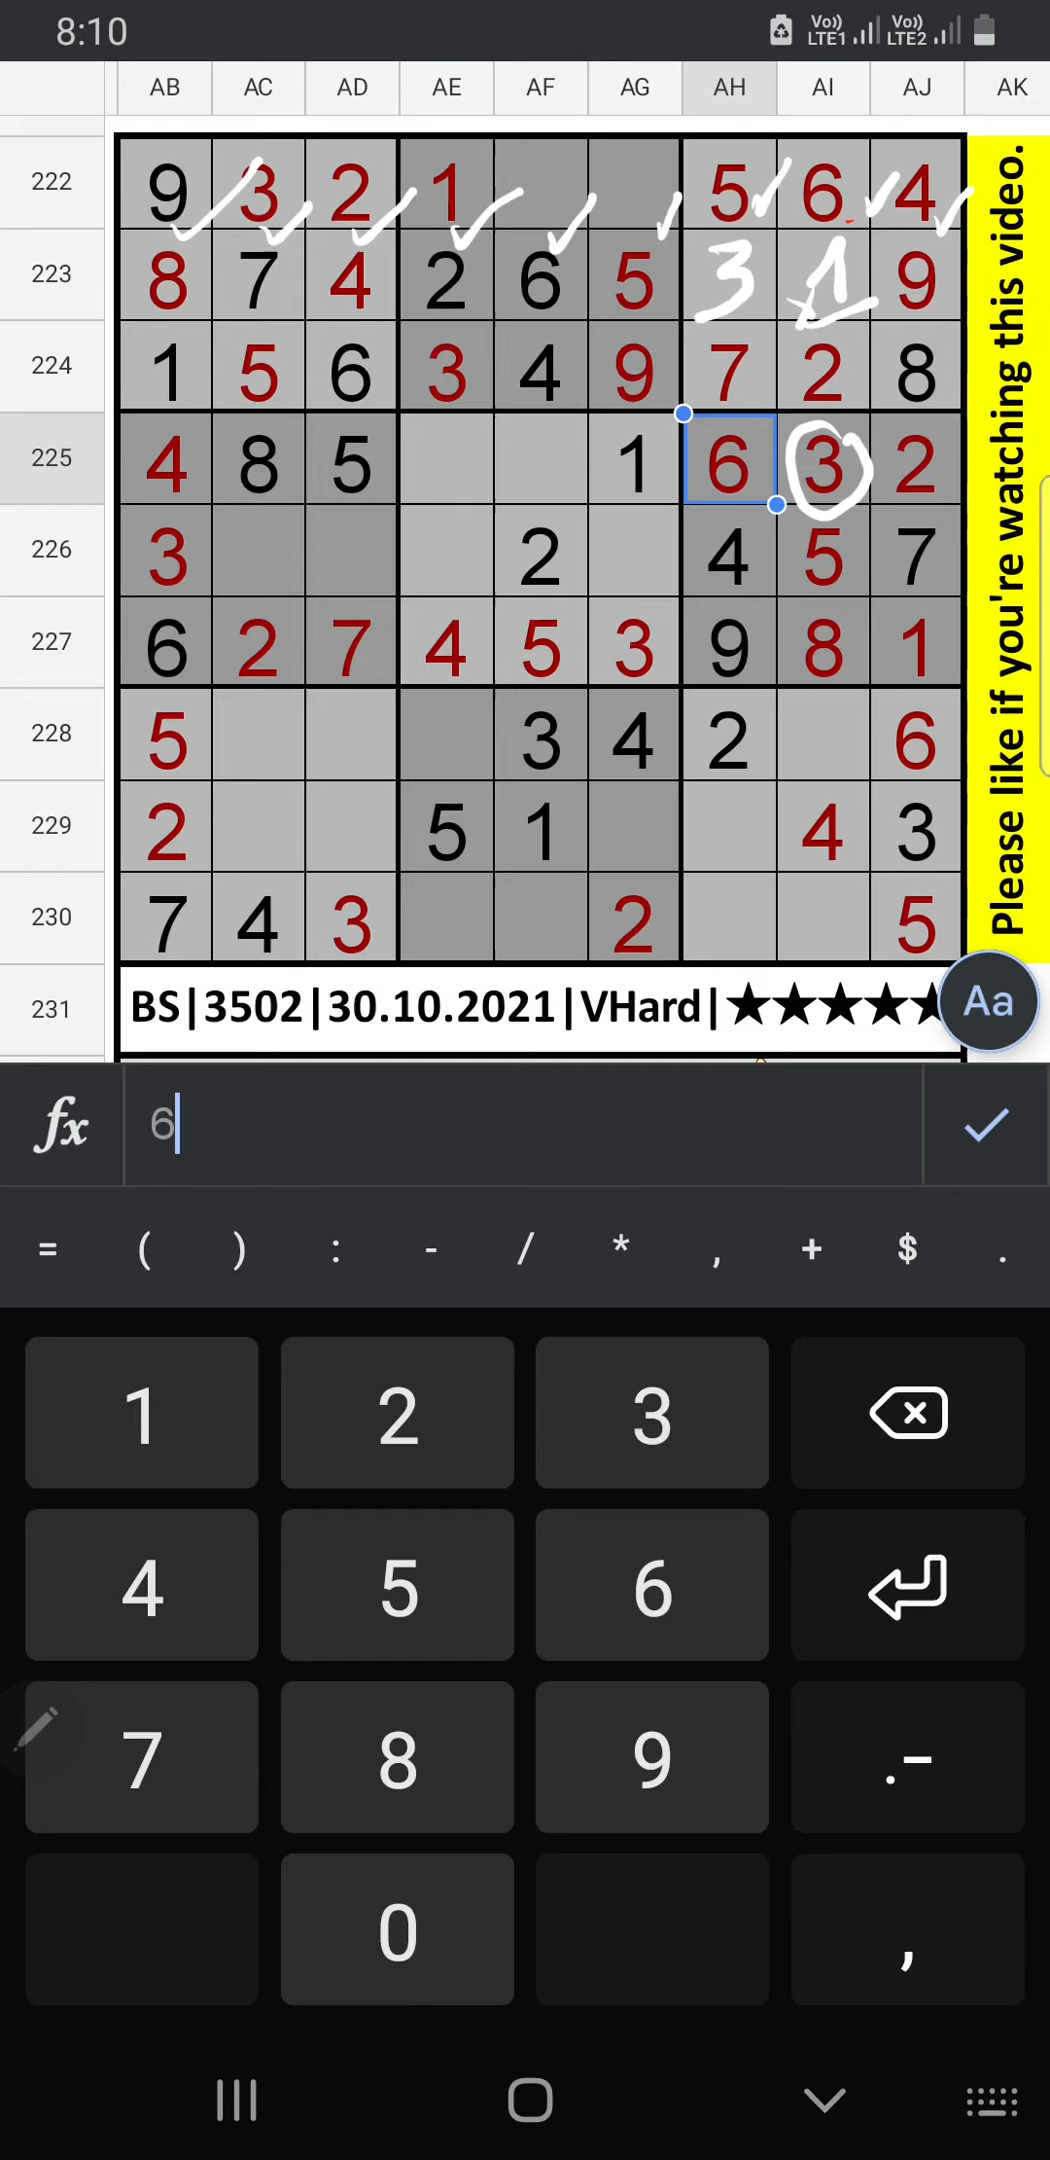 8:10
Vo)) LTE1 Vo)) LTE2
AB AC AD AE AF AG AH AI AJ AK
222 9 3 2 1 5 6 4
223 8 7 4 2 6 5 3 1 9
224 1 5 6 3 4 9 7 2 8
225 4 8 5 1 6 3 2
226 3 2 4 5 7
227 6 2 7 4 5 3 9 8 1
228 5 3 4 2 6
229 2 5 1 4 3
230 7 4 3 2 5
Please like if you're watching this video.
231 BS|3502|30.10.2021|VHard|★★★★★
Aa
fx 6
= ( ) : - / * , + $ .
1 2 3
4 5 6
7 8 9 .-
0 ,